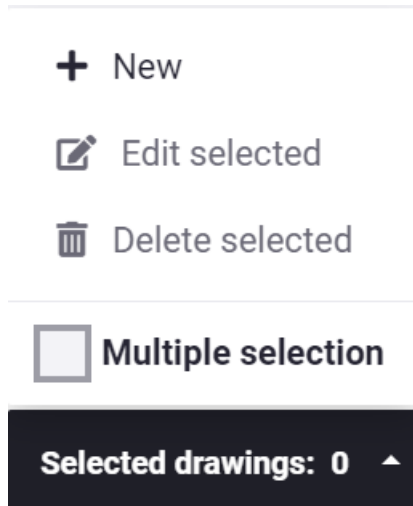 New
Edit selected
Delete selected
Multiple selection
Selected drawings: 0